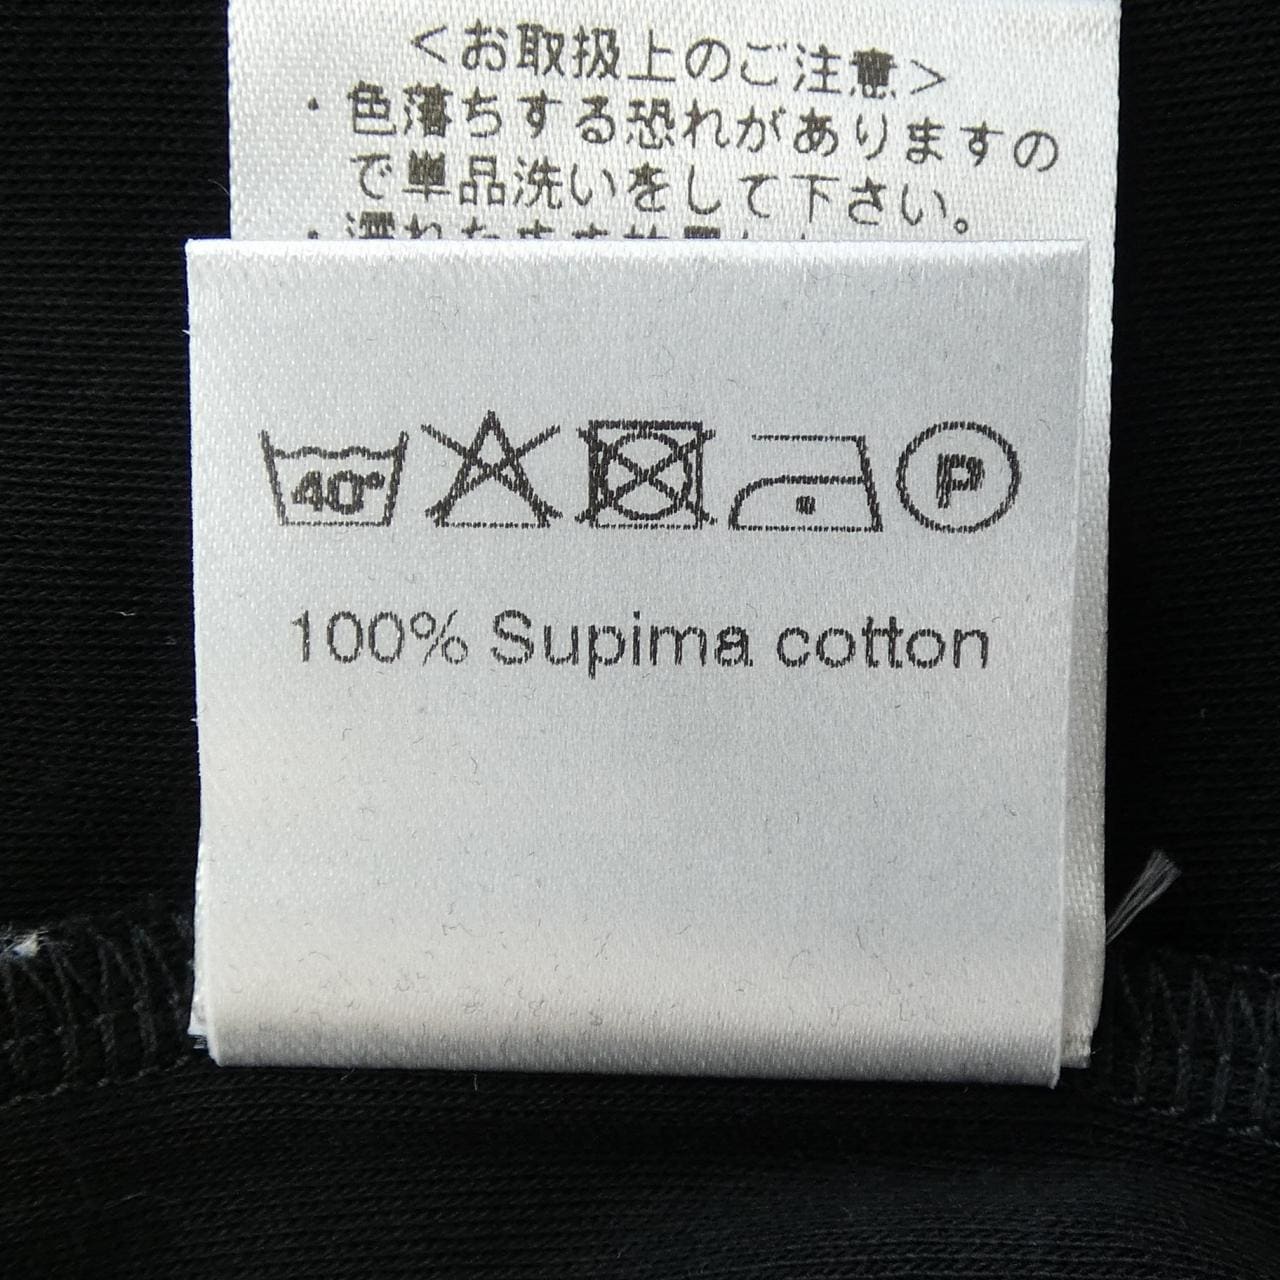 ＜お取扱上のご注意＞
・色落ちする恐れがありますの
で単品洗いをして下さい。
40°
P
100% Supima cotton